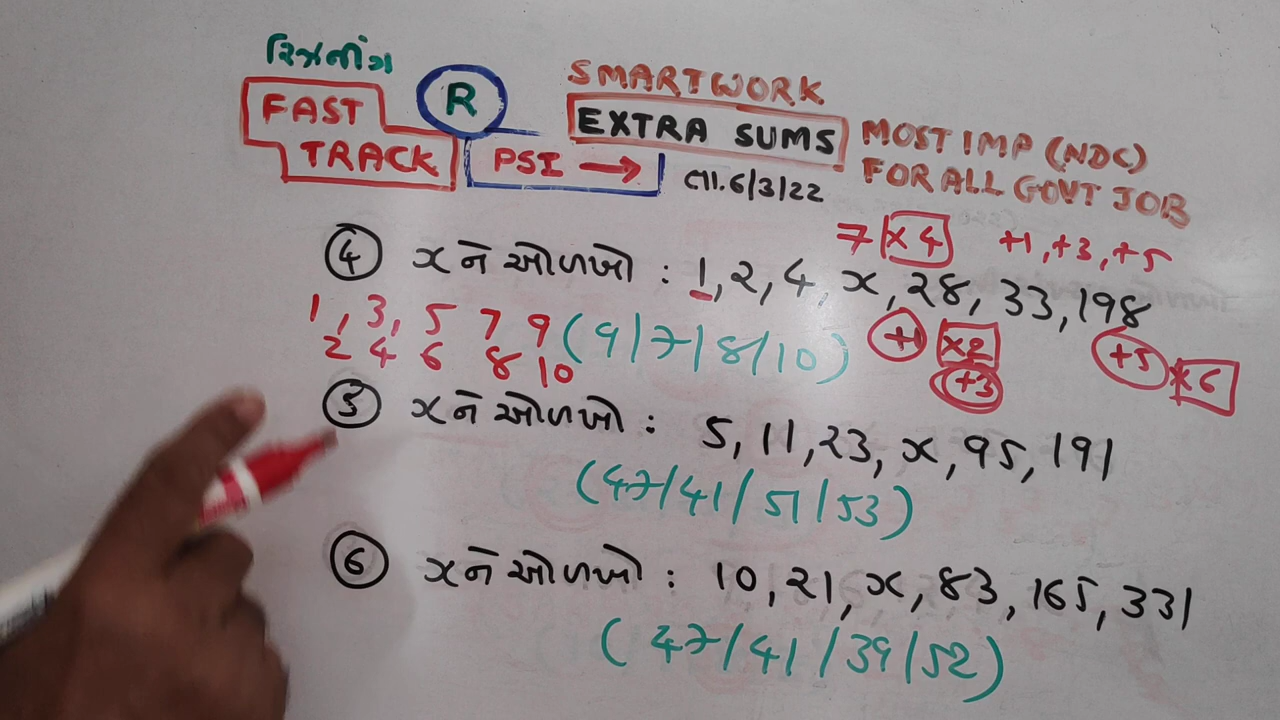 રિઝનીંગ
FAST
TRACK
R
PSI →
SMARTWORK
EXTRA SUMS
તા.6/3/22
MOST IMP (NDC)
FOR ALL GOVT JOB
7 ×4 +1, +3, +5
④ x ને ઓળખો : 1, 2, 4, x, 28, 33, 198
1, 3, 5 7 9
2 4 6 8 10
(9/7/8/10)
+1 ×2 +5 ×6
+3
⑤ x ને ઓળખો : 5, 11, 23, x, 95, 191
(47/41/51/53)
⑥ x ને ઓળખો : 10, 21, x, 83, 165, 331
(47/41/39/52)